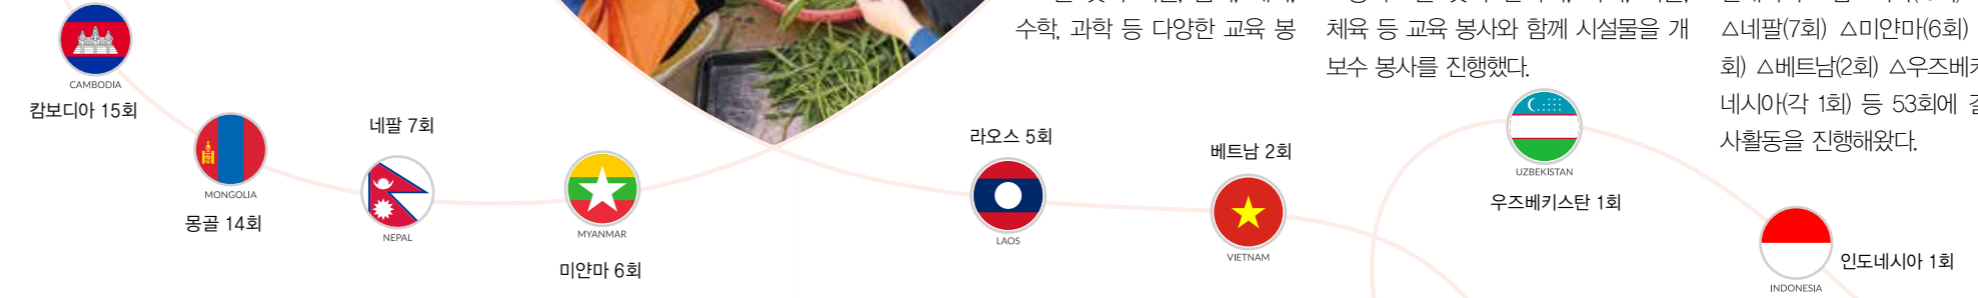 수학, 과학 등 다양한 교육 봉
체육 등 교육 봉사와 함께 시설물을 개
보수 봉사를 진행했다.
△네팔(7회) △미얀마(6회)
회) △베트남(2회) △우즈베키
네시아(각 1회) 등 53회에 걸
사활동을 진행해왔다.
CAMBODIA
캄보디아 15회
MONGOLIA
몽골 14회
네팔 7회
NEPAL
MYANMAR
미얀마 6회
라오스 5회
LAOS
베트남 2회
VIETNAM
UZBEKISTAN
우즈베키스탄 1회
INDONESIA
인도네시아 1회